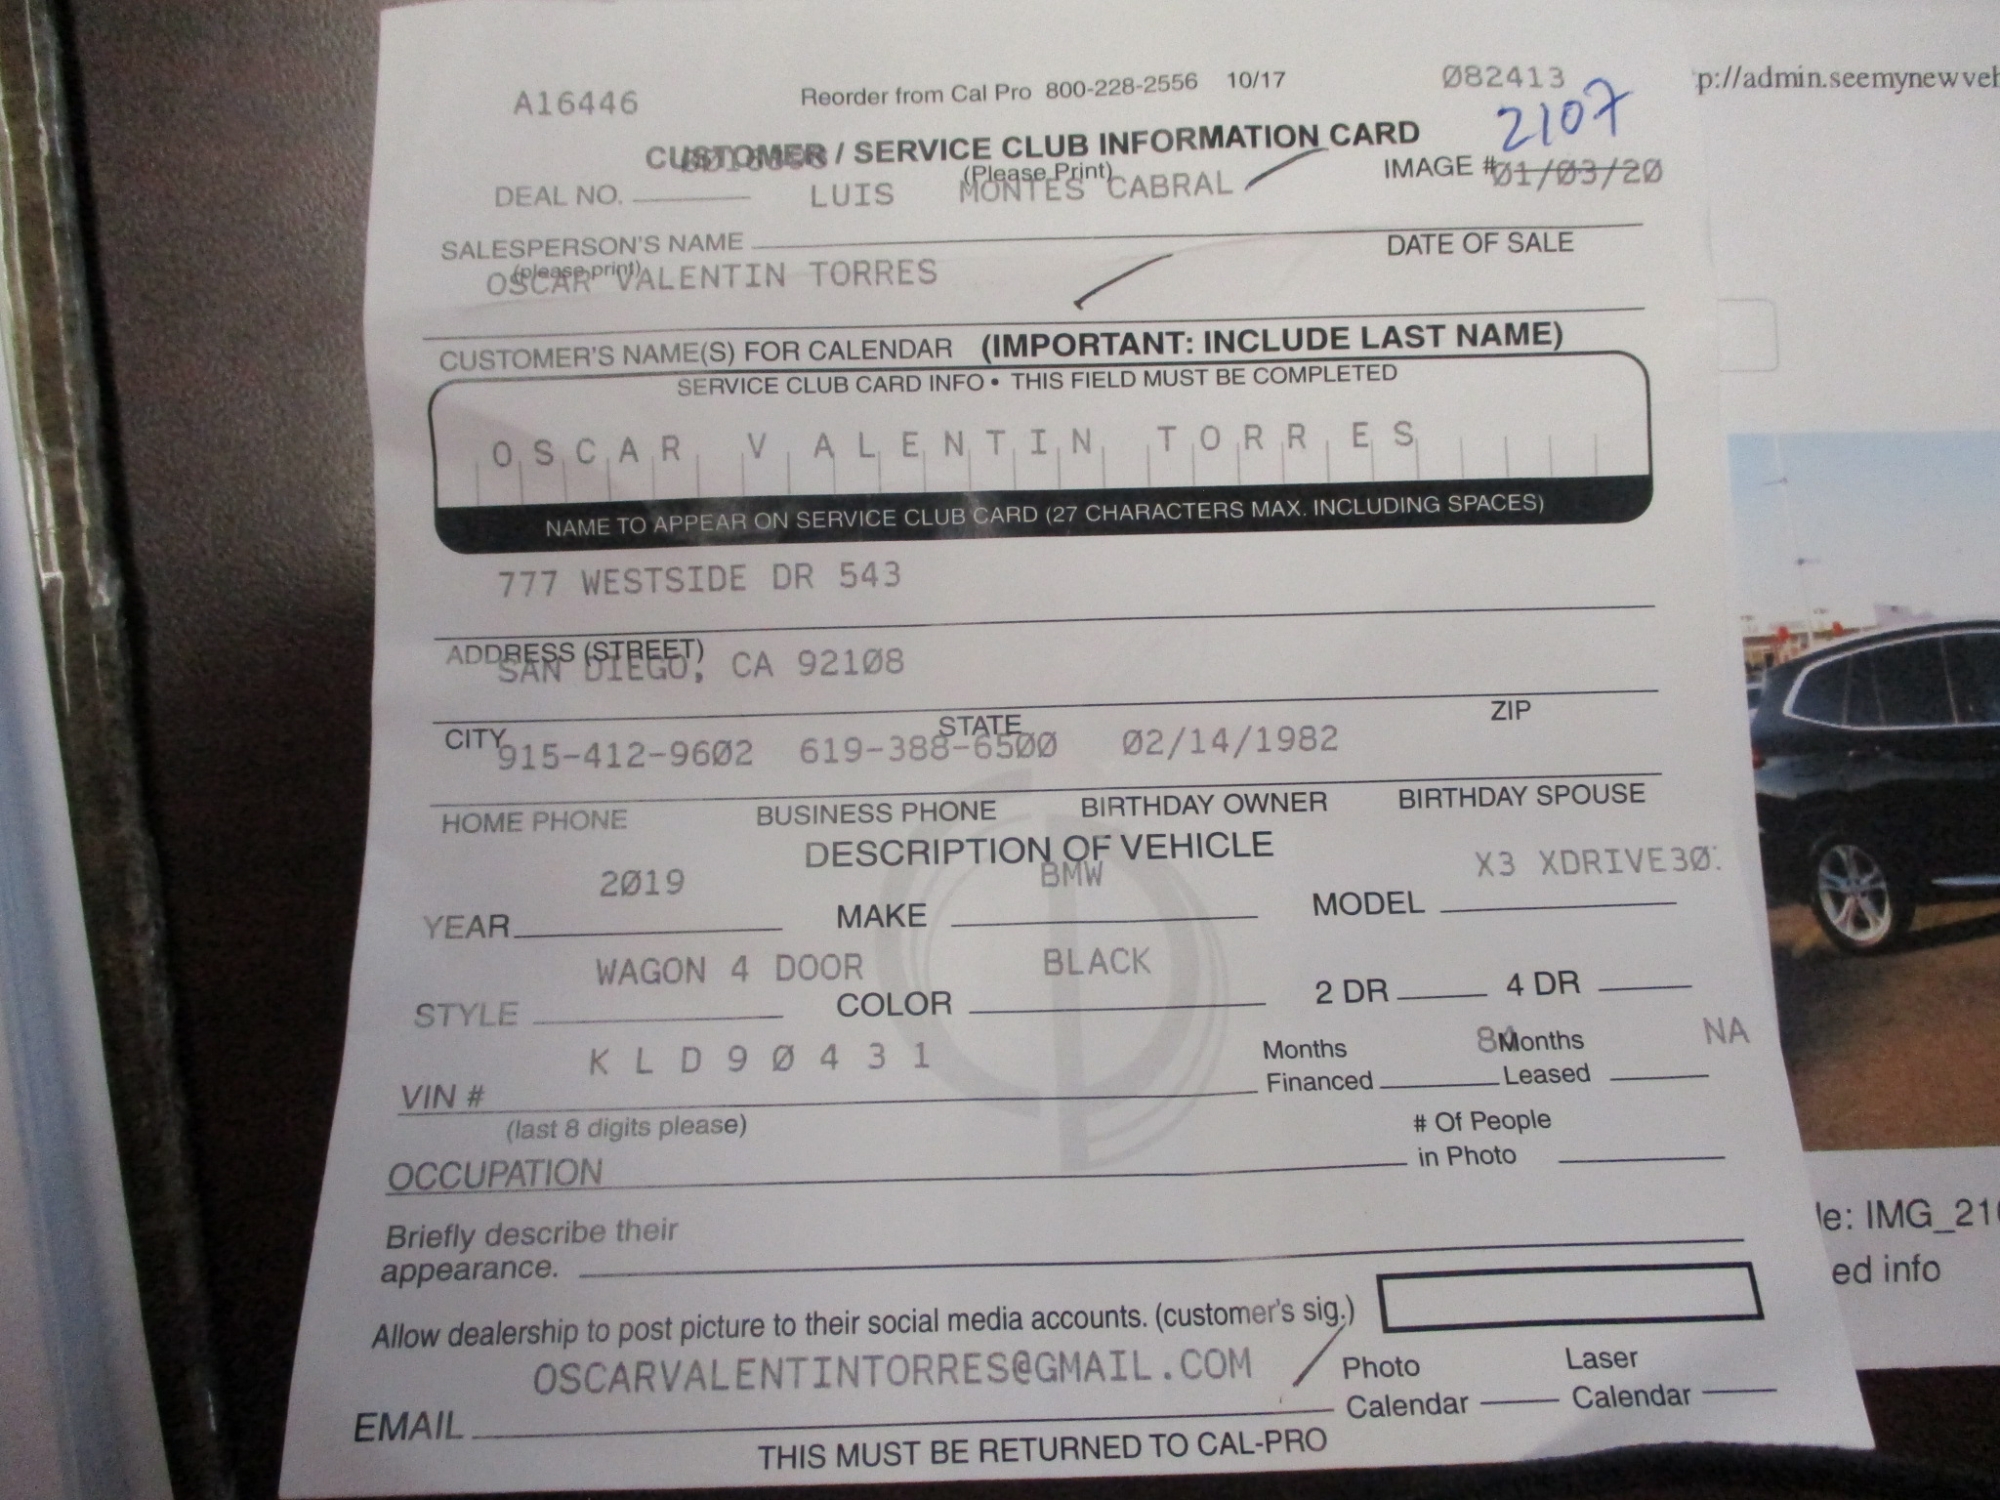 A16446 Reorder from Cal Pro 800-228-2556 10/17 Ø82413
2107
CUSTOMER / SERVICE CLUB INFORMATION CARD
(Please Print)
IMAGE # Ø1/Ø3/2Ø
DEAL NO. LUIS MONTES CABRAL
SALESPERSON'S NAME DATE OF SALE
(please print)
OSCAR VALENTIN TORRES
CUSTOMER'S NAME(S) FOR CALENDAR (IMPORTANT: INCLUDE LAST NAME)
SERVICE CLUB CARD INFO • THIS FIELD MUST BE COMPLETED
OSCAR VALENTIN TORRES
NAME TO APPEAR ON SERVICE CLUB CARD (27 CHARACTERS MAX. INCLUDING SPACES)
777 WESTSIDE DR 543
ADDRESS (STREET)
SAN DIEGO, CA 921Ø8
CITY STATE ZIP
915-412-96Ø2 619-388-65ØØ Ø2/14/1982
HOME PHONE BUSINESS PHONE BIRTHDAY OWNER BIRTHDAY SPOUSE
DESCRIPTION OF VEHICLE
2Ø19 BMW X3 XDRIVE3Ø
YEAR MAKE MODEL
WAGON 4 DOOR BLACK
STYLE COLOR 2 DR 4 DR
KLD9Ø431 Months Months NA
VIN # Financed Leased
(last 8 digits please) # Of People
OCCUPATION in Photo
Briefly describe their
appearance.
Allow dealership to post picture to their social media accounts. (customer's sig.)
OSCARVALENTINTORRES@GMAIL.COM Photo Laser
EMAIL Calendar Calendar
THIS MUST BE RETURNED TO CAL-PRO
p://admin.seemynewveh
le: IMG_210
ed info